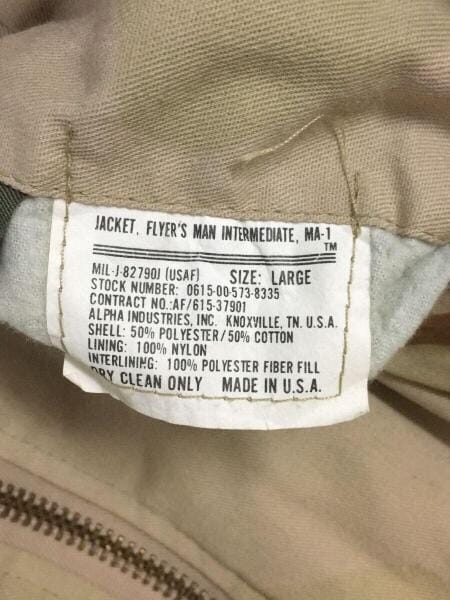 JACKET, FLYER'S MAN INTERMEDIATE, MA-1
TM
MIL-J-82790J (USAF) SIZE: LARGE
STOCK NUMBER: 0615-00-573-8335
CONTRACT NO.:AF/615-37901
ALPHA INDUSTRIES, INC. KNOXVILLE, TN. U.S.A.
SHELL: 50% POLYESTER/50% COTTON
LINING: 100% NYLON
INTERLINING: 100% POLYESTER FIBER FILL
DRY CLEAN ONLY MADE IN U.S.A.